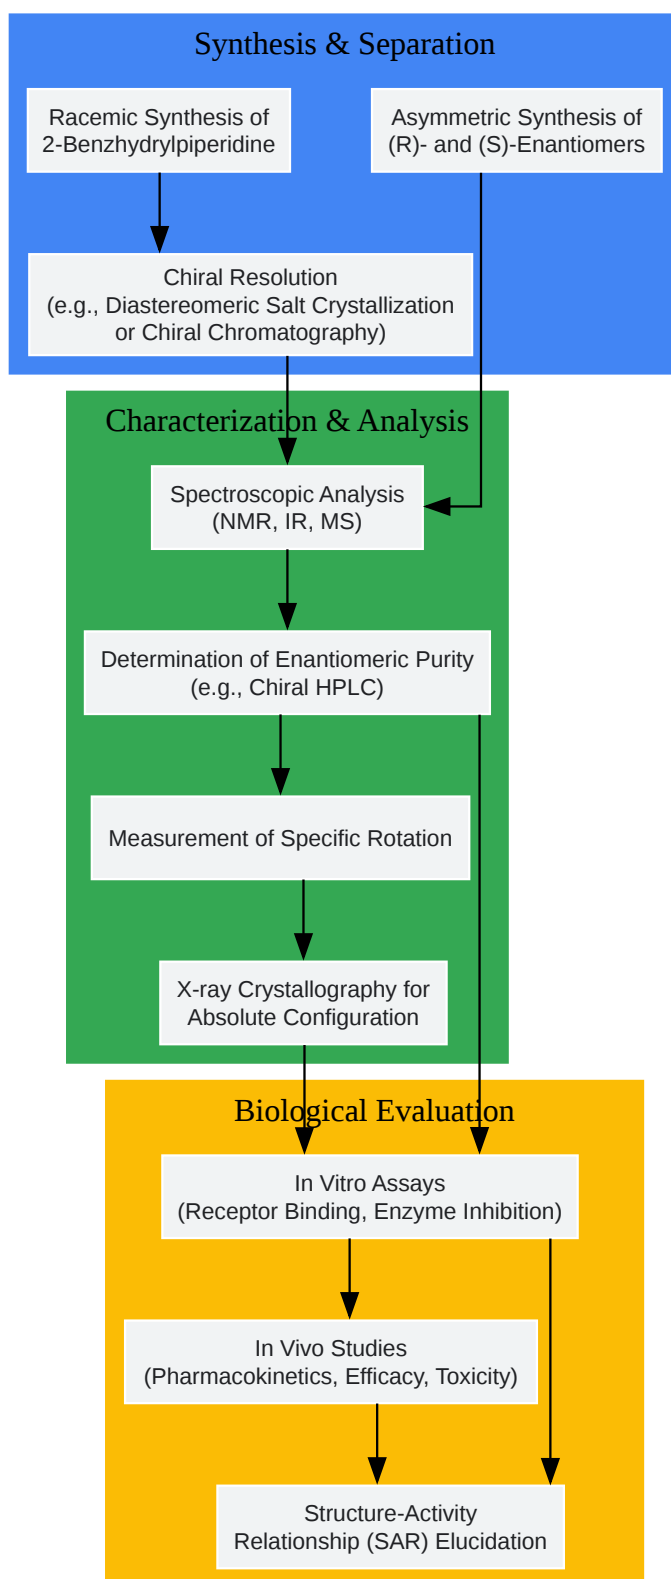 Synthesis & Separation
Racemic Synthesis of
2-Benzhydrylpiperidine
Asymmetric Synthesis of
(R)- and (S)-Enantiomers
Chiral Resolution
(e.g., Diastereomeric Salt Crystallization
or Chiral Chromatography)
Characterization & Analysis
Spectroscopic Analysis
(NMR, IR, MS)
Determination of Enantiomeric Purity
(e.g., Chiral HPLC)
Measurement of Specific Rotation
X-ray Crystallography for
Absolute Configuration
Biological Evaluation
In Vitro Assays
(Receptor Binding, Enzyme Inhibition)
In Vivo Studies
(Pharmacokinetics, Efficacy, Toxicity)
Structure-Activity
Relationship (SAR) Elucidation